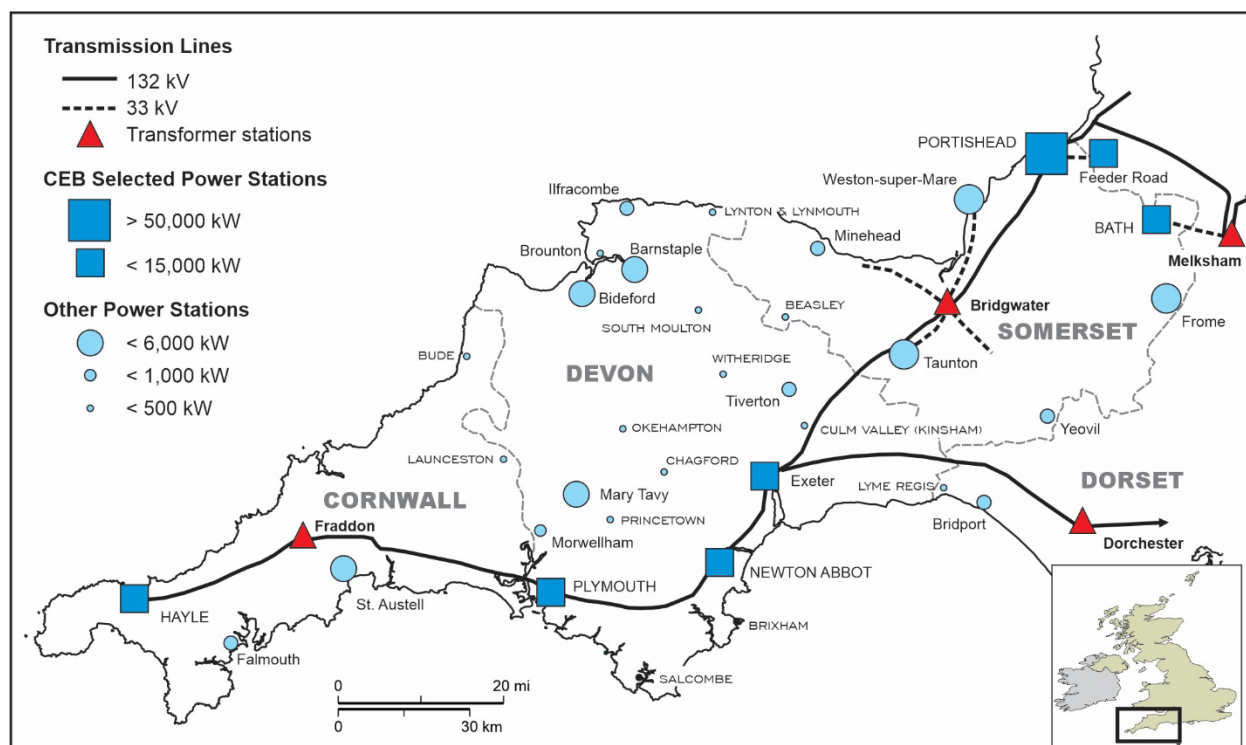 Transmission Lines
132 kV
33 kV
Transformer stations
CEB Selected Power Stations
> 50,000 kW
< 15,000 kW
Other Power Stations
< 6,000 kW
< 1,000 kW
< 500 kW
PORTISHEAD
Feeder Road
Weston-super-Mare
BATH
Melksham
Ilfracombe
LYNTON & LYNMOUTH
Minehead
Brounton
Barnstaple
Bideford
Bridgwater
Frome
SOUTH MOULTON
BEASLEY
SOMERSET
BUDE
DEVON
WITHERIDGE
Taunton
Tiverton
Yeovil
OKEHAMPTON
CULM VALLEY (KINSHAM)
LAUNCESTON
CHAGFORD
Exeter
LYME REGIS
DORSET
CORNWALL
Mary Tavy
Bridport
Fraddon
PRINCETOWN
Morwellham
Dorchester
St. Austell
PLYMOUTH
NEWTON ABBOT
HAYLE
BRIXHAM
Falmouth
SALCOMBE
0 20 mi
0 30 km